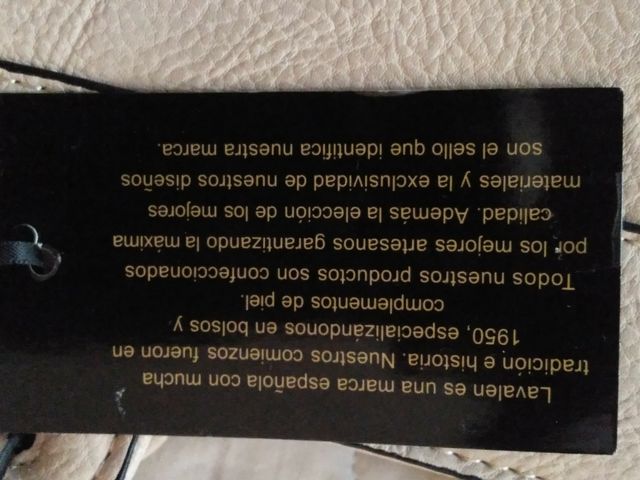 Lavalen es una marca española con mucha
tradición e historia. Nuestros comienzos fueron en
1950, especializándonos en bolsos y
complementos de piel.
Todos nuestros productos son confeccionados
por los mejores artesanos garantizando la máxima
calidad. Además la elección de los mejores
materiales y la exclusividad de nuestros diseños
son el sello que identifica nuestra marca.